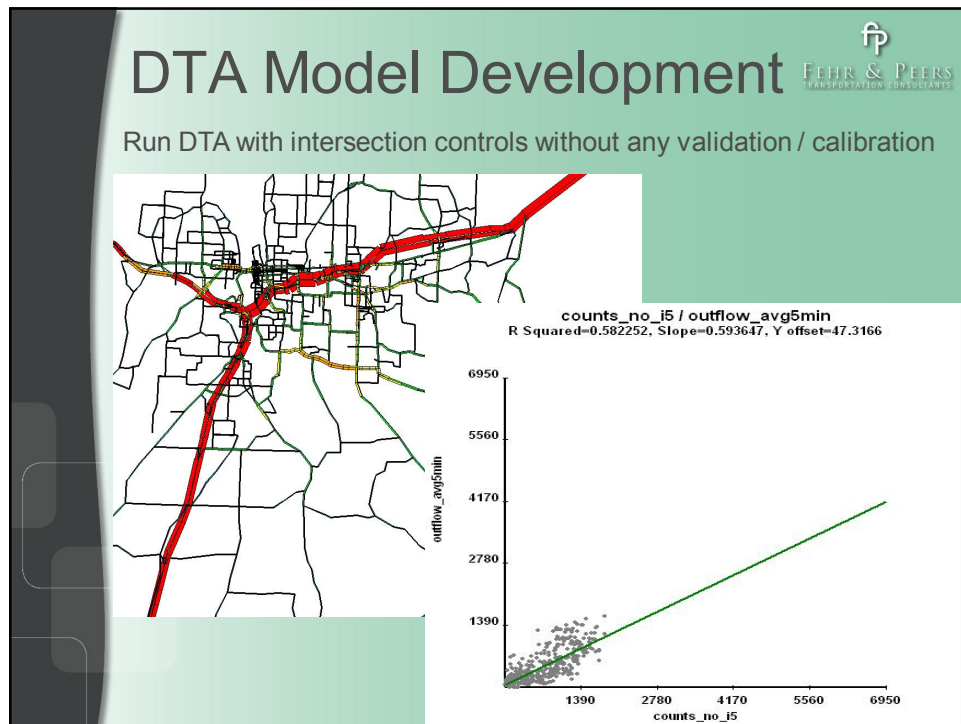 DTA Model Development
fp
FEHR & PEERS
TRANSPORTATION CONSULTANTS
Run DTA with intersection controls without any validation / calibration
counts_no_i5 / outflow_avg5min
R Squared=0.582252, Slope=0.593647, Y offset=47.3166
6950
5560
4170
2780
1390
outflow_avg5min
1390 2780 4170 5560 6950
counts_no_i5